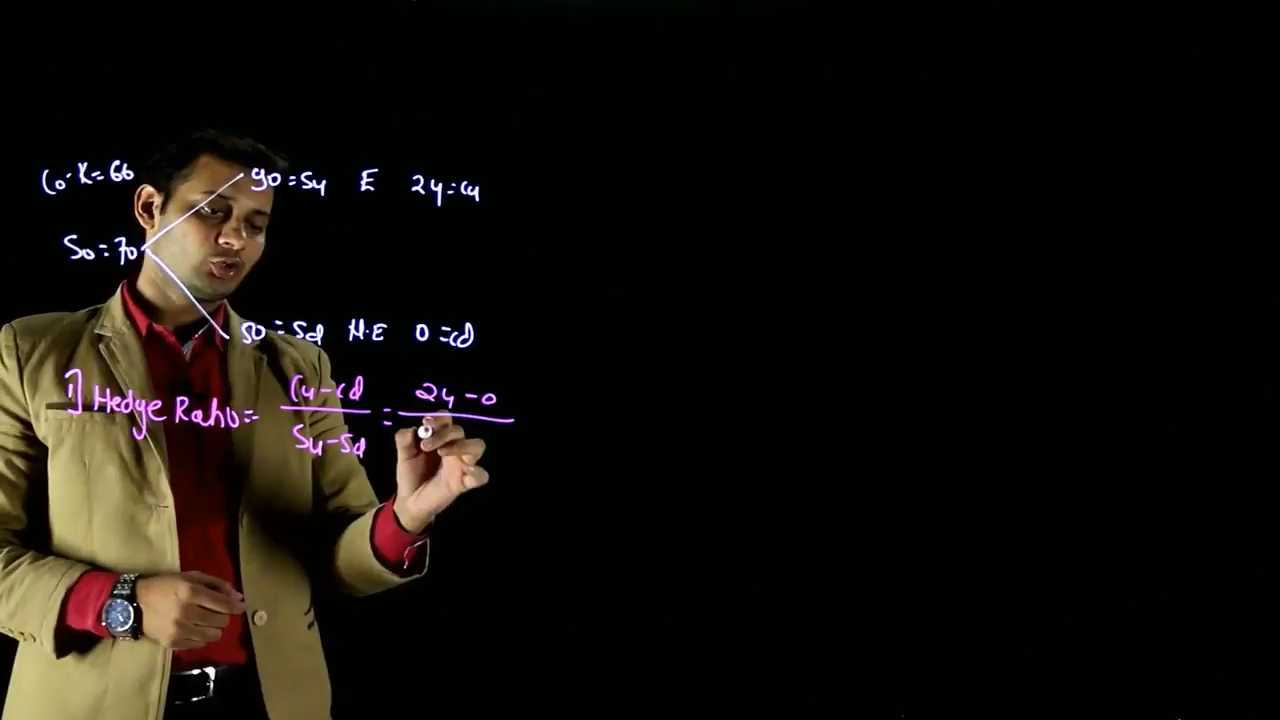 Co-K=66
90=Su E 24=Cu
S0=70
50=Sd N.E 0=Cd
1] Hedge Ratio= Cu-Cd / Su-Sd = 24-0